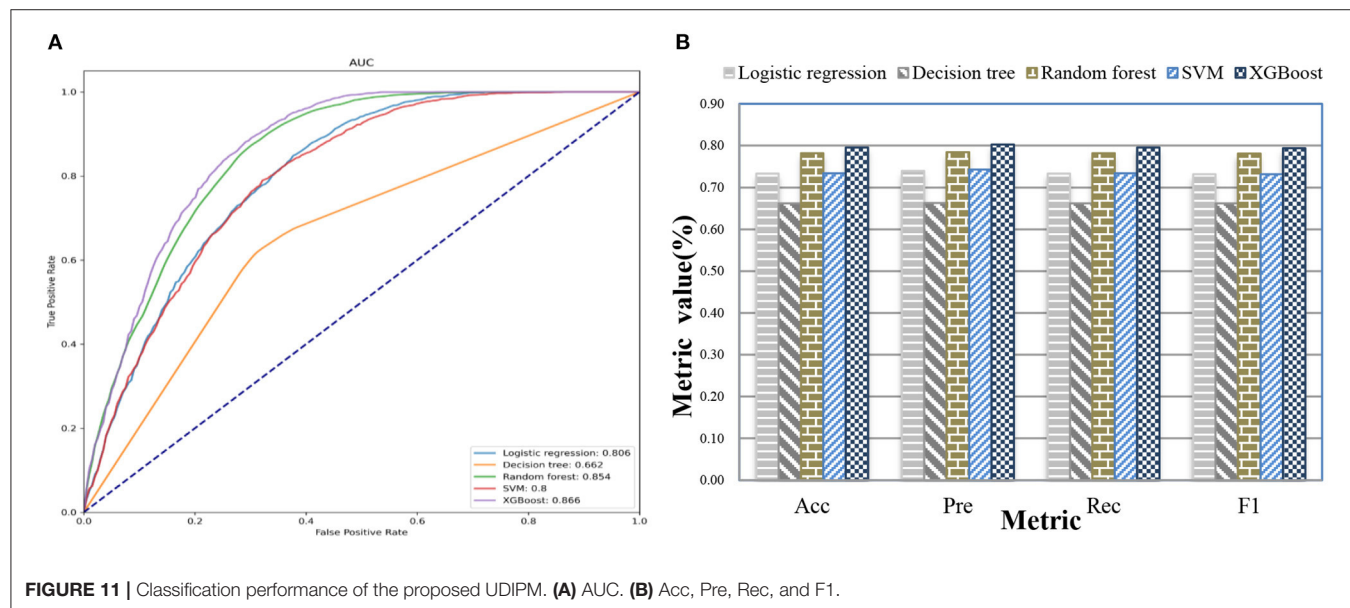 A
AUC
True Positive Rate
1.0
0.8
0.6
0.4
0.2
0.0
0.0 0.2 0.4 0.6 0.8 1.0
False Positive Rate
Logistic regression: 0.806
Decision tree: 0.662
Random forest: 0.854
SVM: 0.8
XGBoost: 0.866
B
Logistic regression Decision tree Random forest SVM XGBoost
Metric value(%)
0.90
0.80
0.70
0.60
0.50
0.40
0.30
0.20
0.10
0.00
Acc Pre Rec F1
Metric
FIGURE 11 | Classification performance of the proposed UDIPM. (A) AUC. (B) Acc, Pre, Rec, and F1.